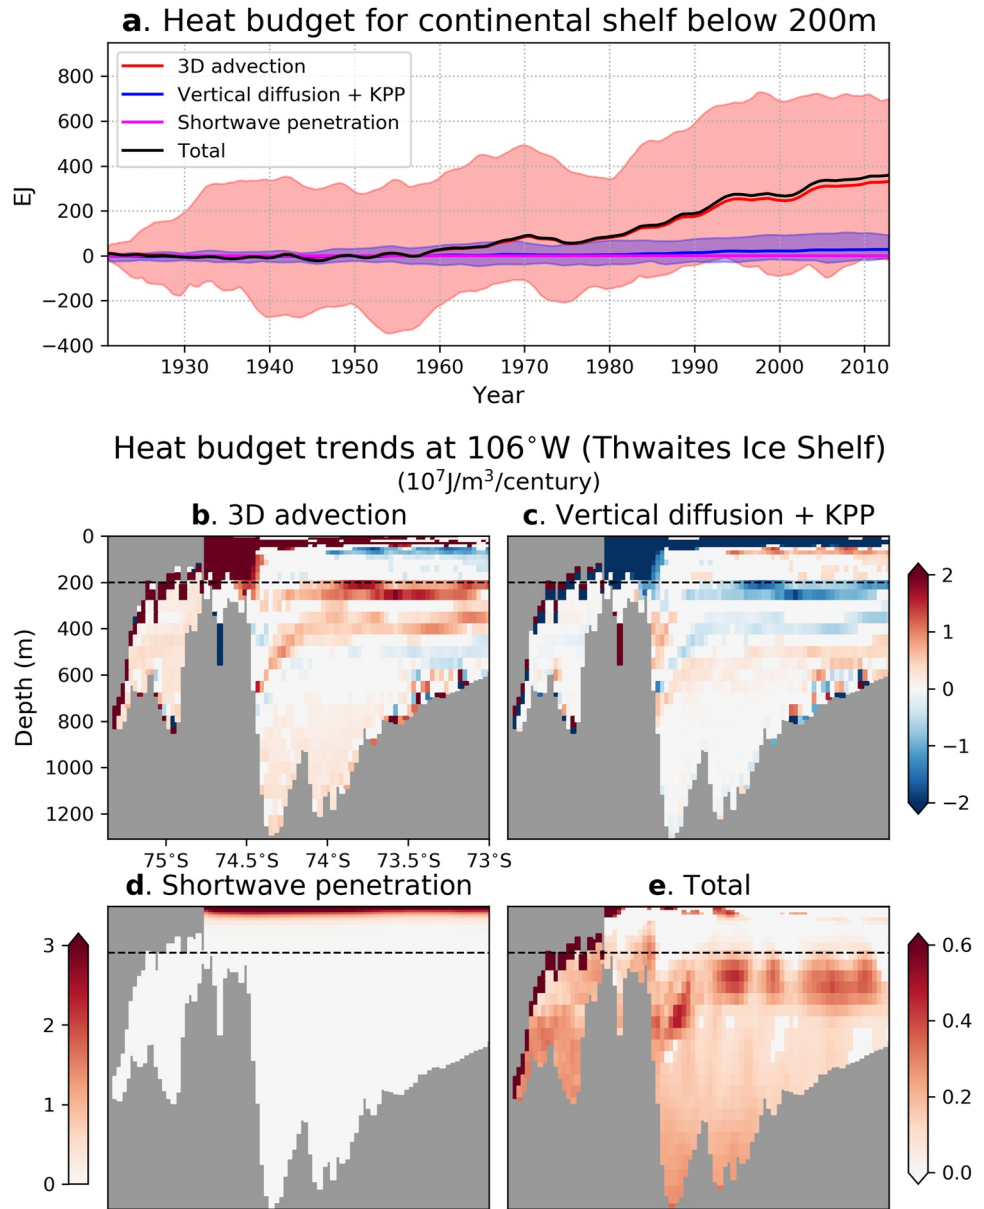 a. Heat budget for continental shelf below 200m
800
600
400
200
0
−200
−400
EJ
3D advection
Vertical diffusion + KPP
Shortwave penetration
Total
1930 1940 1950 1960 1970 1980 1990 2000 2010
Year
Heat budget trends at 106°W (Thwaites Ice Shelf)
(10⁷J/m³/century)
b. 3D advection
c. Vertical diffusion + KPP
0
200
400
600
800
1000
1200
Depth (m)
75°S 74.5°S 74°S 73.5°S 73°S
2
1
0
−1
−2
d. Shortwave penetration
e. Total
3
2
1
0
0.6
0.4
0.2
0.0